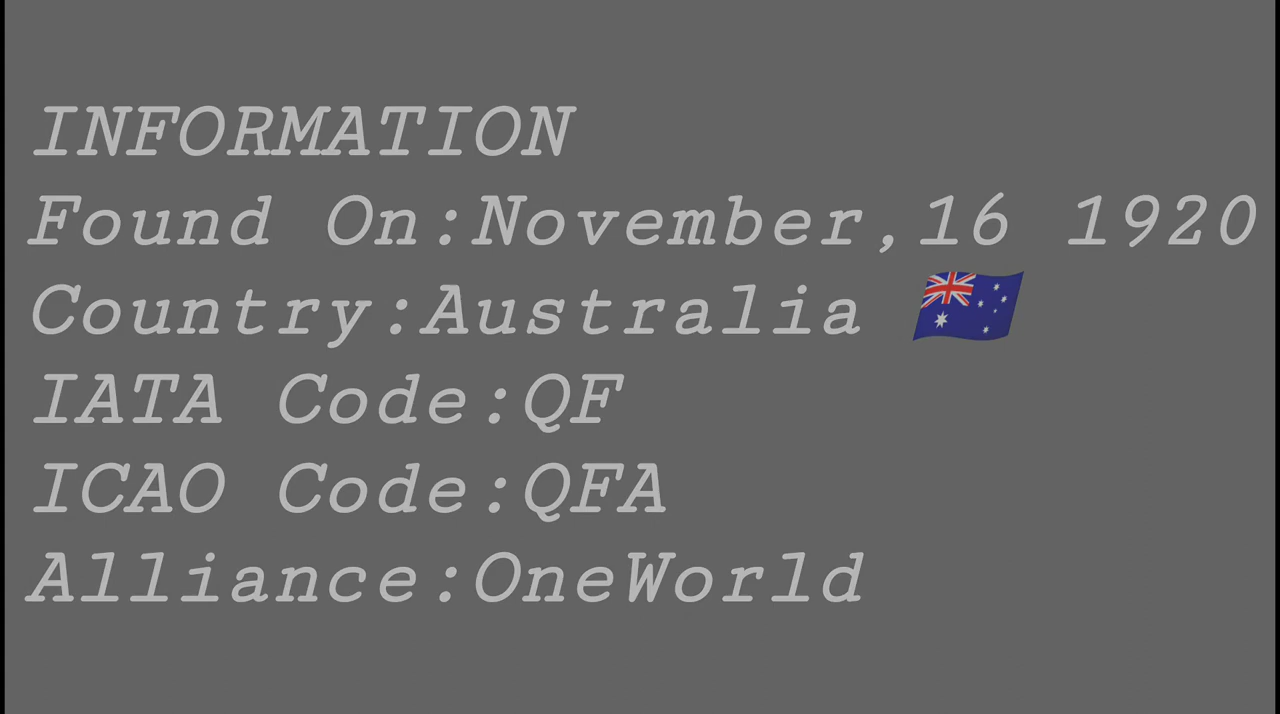 INFORMATION
Found On:November,16 1920
Country:Australia 🇦🇺
IATA Code:QF
ICAO Code:QFA
Alliance:OneWorld